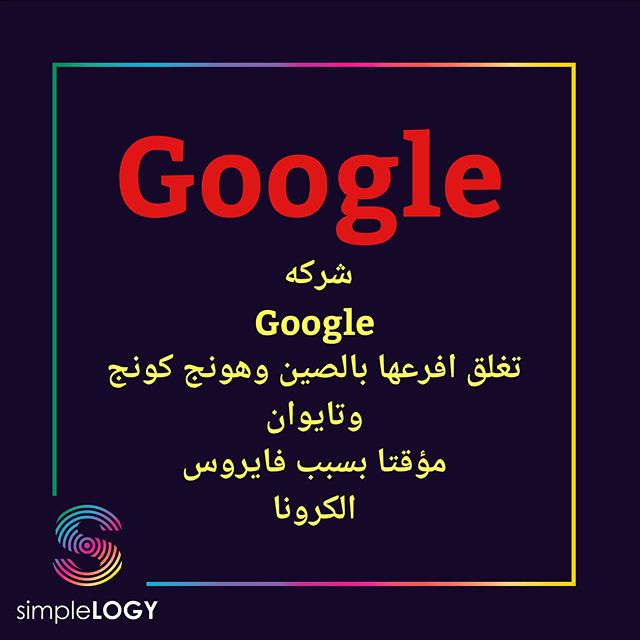 Google
شركه
Google
تغلق افرعها بالصين وهونج كونج
وتايوان
مؤقتا بسبب فايروس
الكرونا
simpleLOGY